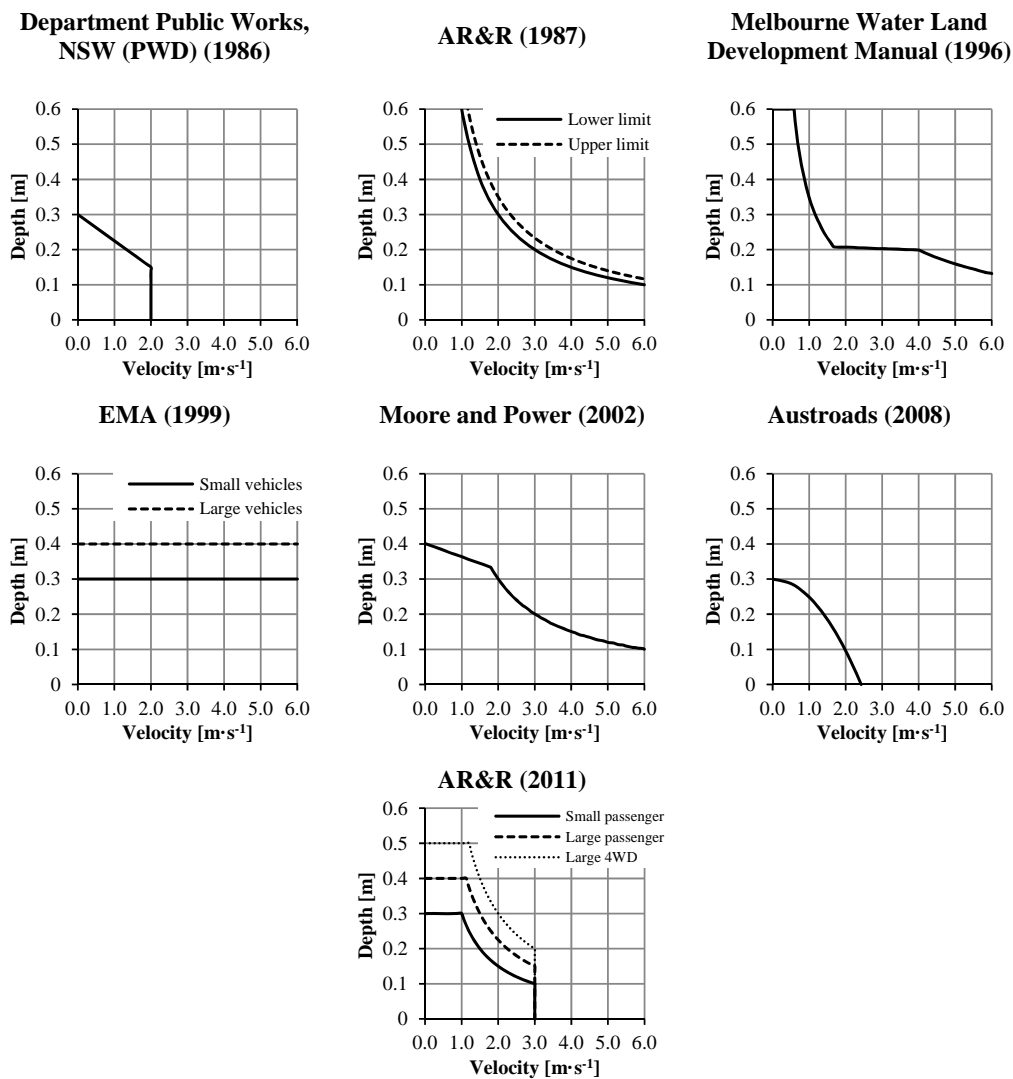 Department Public Works,
NSW (PWD) (1986)
0.6
0.5
0.4
0.3
0.2
0.1
0
Depth [m]
0.0 1.0 2.0 3.0 4.0 5.0 6.0
Velocity [m·s-1]
AR&R (1987)
0.6
0.5
0.4
0.3
0.2
0.1
0
Depth [m]
Lower limit
Upper limit
0.0 1.0 2.0 3.0 4.0 5.0 6.0
Velocity [m·s-1]
Melbourne Water Land
Development Manual (1996)
0.6
0.5
0.4
0.3
0.2
0.1
0
Depth [m]
0.0 1.0 2.0 3.0 4.0 5.0 6.0
Velocity [m·s-1]
EMA (1999)
0.6
0.5
0.4
0.3
0.2
0.1
0
Depth [m]
Small vehicles
Large vehicles
0.0 1.0 2.0 3.0 4.0 5.0 6.0
Velocity [m·s-1]
Moore and Power (2002)
0.6
0.5
0.4
0.3
0.2
0.1
0
Depth [m]
0.0 1.0 2.0 3.0 4.0 5.0 6.0
Velocity [m·s-1]
Austroads (2008)
0.6
0.5
0.4
0.3
0.2
0.1
0
Depth [m]
0.0 1.0 2.0 3.0 4.0 5.0 6.0
Velocity [m·s-1]
AR&R (2011)
0.6
0.5
0.4
0.3
0.2
0.1
0
Depth [m]
Small passenger
Large passenger
Large 4WD
0.0 1.0 2.0 3.0 4.0 5.0 6.0
Velocity [m·s-1]